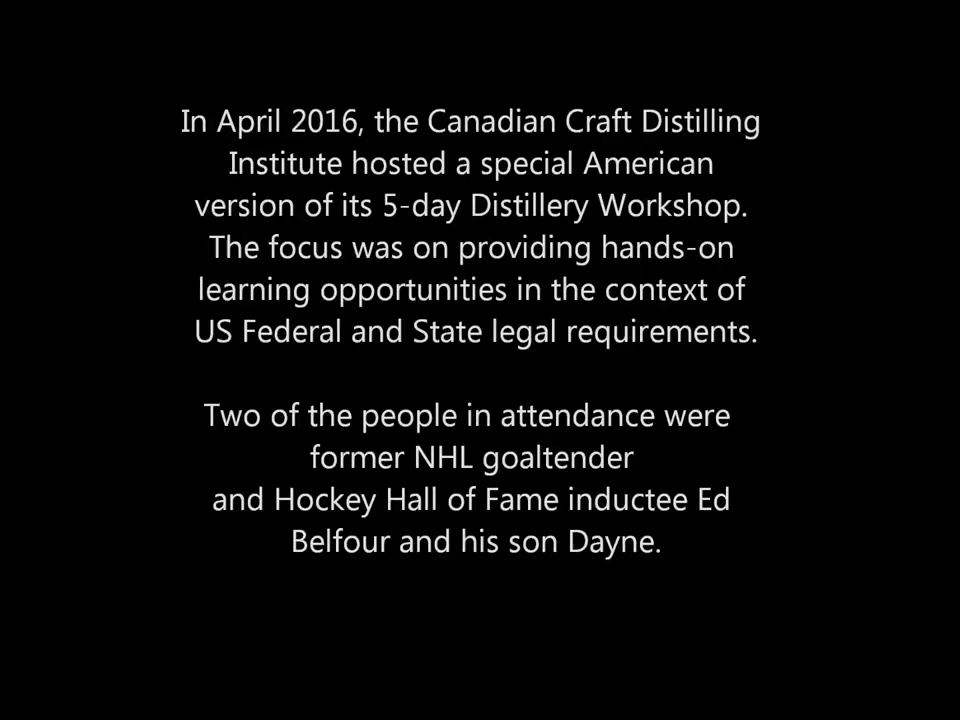 In April 2016, the Canadian Craft Distilling
Institute hosted a special American
version of its 5-day Distillery Workshop.
The focus was on providing hands-on
learning opportunities in the context of
US Federal and State legal requirements.
Two of the people in attendance were
former NHL goaltender
and Hockey Hall of Fame inductee Ed
Belfour and his son Dayne.